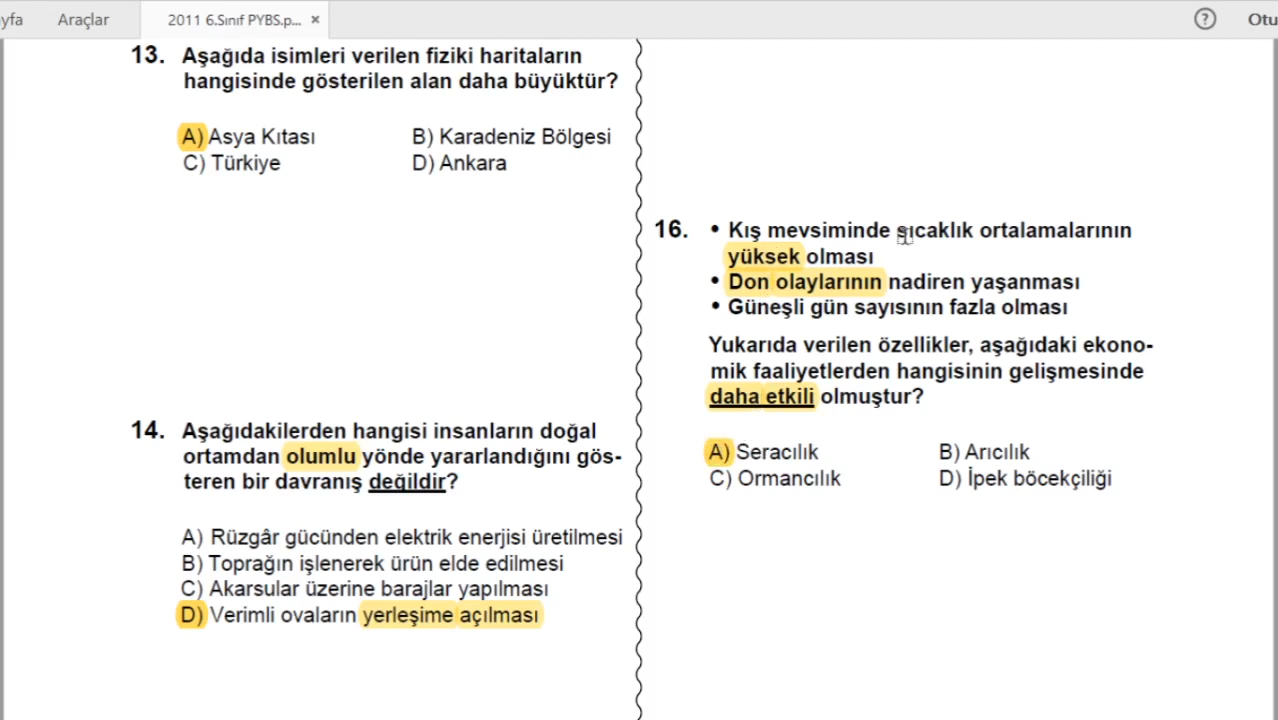 yfa
Araçlar
2011 6.Sınıf PYBS.p...
×
?
Otu
13. Aşağıda isimleri verilen fiziki haritaların
hangisinde gösterilen alan daha büyüktür?
A) Asya Kıtası B) Karadeniz Bölgesi
C) Türkiye D) Ankara
14. Aşağıdakilerden hangisi insanların doğal
ortamdan olumlu yönde yararlandığını gös-
teren bir davranış değildir?
A) Rüzgâr gücünden elektrik enerjisi üretilmesi
B) Toprağın işlenerek ürün elde edilmesi
C) Akarsular üzerine barajlar yapılması
D) Verimli ovaların yerleşime açılması
16. • Kış mevsiminde sıcaklık ortalamalarının
yüksek olması
• Don olaylarının nadiren yaşanması
• Güneşli gün sayısının fazla olması
Yukarıda verilen özellikler, aşağıdaki ekono-
mik faaliyetlerden hangisinin gelişmesinde
daha etkili olmuştur?
A) Seracılık B) Arıcılık
C) Ormancılık D) İpek böcekçiliği